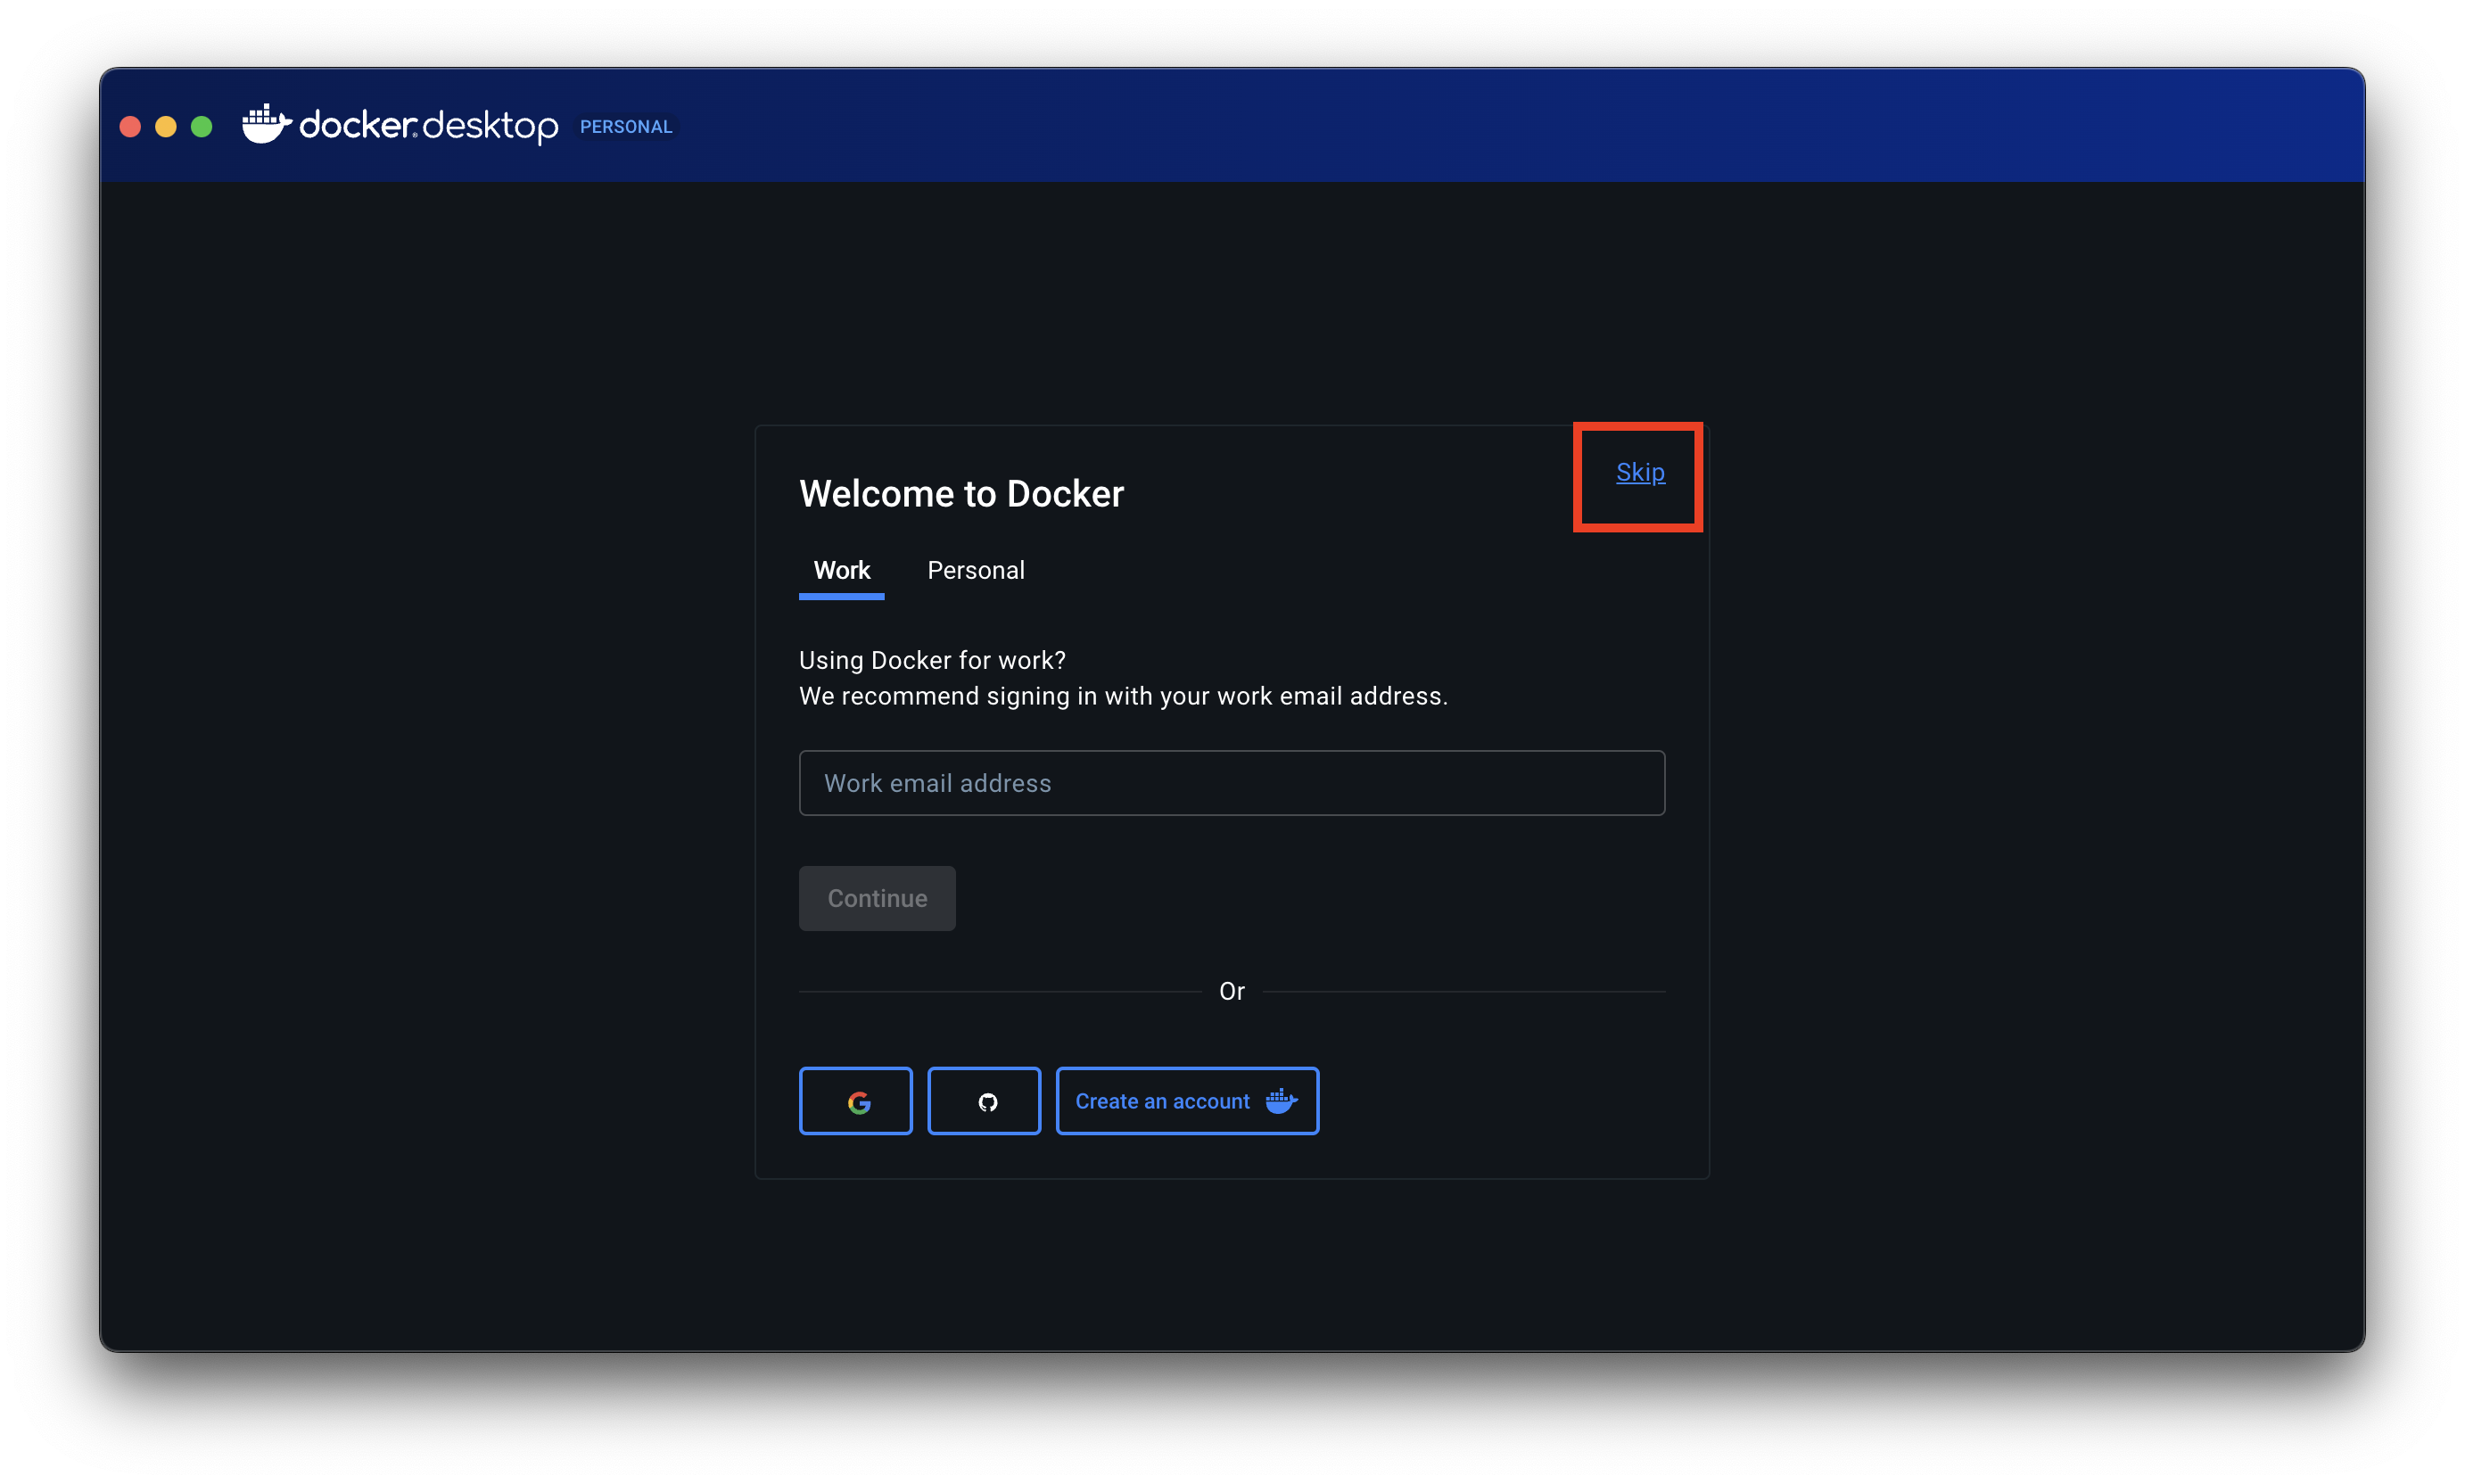 docker desktop PERSONAL
Skip
Welcome to Docker
Work Personal
Using Docker for work?
We recommend signing in with your work email address.
Work email address
Continue
Or
Create an account